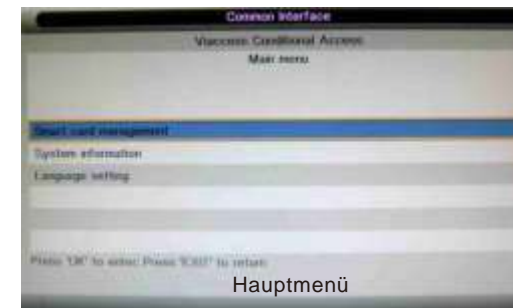 Common Interface
Viaccess Conditional Access
Main menu
Smart card management
System information
Language setting
Press 'OK' to enter. Press 'EXIT' to return
Hauptmenü